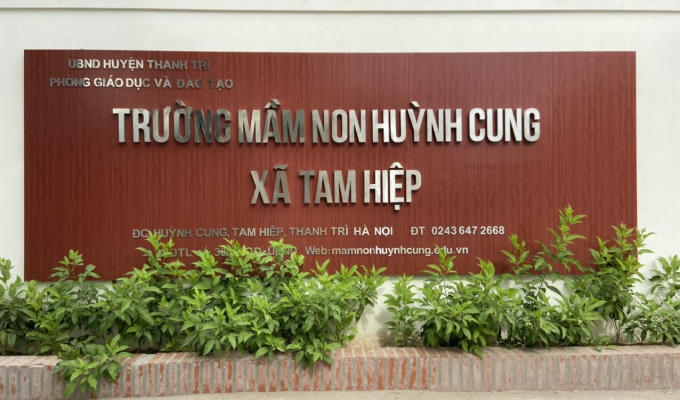 UBND HUYỆN THANH TRÌ
PHÒNG GIÁO DỤC VÀ ĐÀO TẠO
TRƯỜNG MẦM NON HUỲNH CUNG
XÃ TAM HIỆP
ĐC: HUỲNH CUNG, TAM HIỆP, THANH TRÌ HÀ NỌI ĐT: 0243 647 2668
Web: mamnonhuynhcung.edu.vn